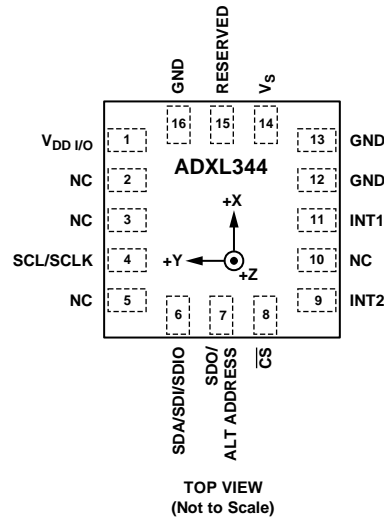 GND
RESERVED
VS
16
15
14
VDD I/O
1
ADXL344
13
GND
NC
2
12
GND
NC
3
+X
11
INT1
SCL/SCLK
4
+Y
+Z
10
NC
NC
5
9
INT2
6
7
8
SDA/SDI/SDIO
SDO/
ALT ADDRESS
CS
TOP VIEW
(Not to Scale)